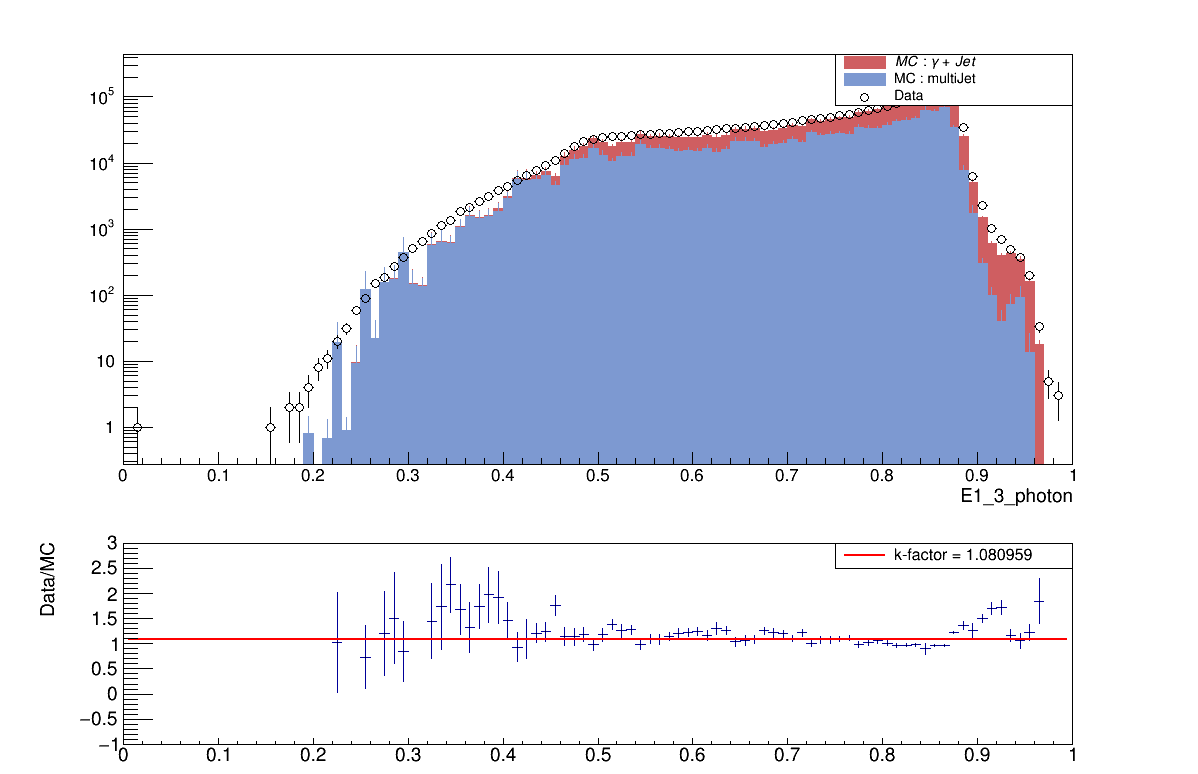 MC : γ + Jet
MC : multiJet
Data
10^5
10^4
10^3
10^2
10
1
0 0.1 0.2 0.3 0.4 0.5 0.6 0.7 0.8 0.9 1
E1_3_photon
Data/MC
k-factor = 1.080959
3
2.5
2
1.5
1
0.5
0
−0.5
−1
0 0.1 0.2 0.3 0.4 0.5 0.6 0.7 0.8 0.9 1